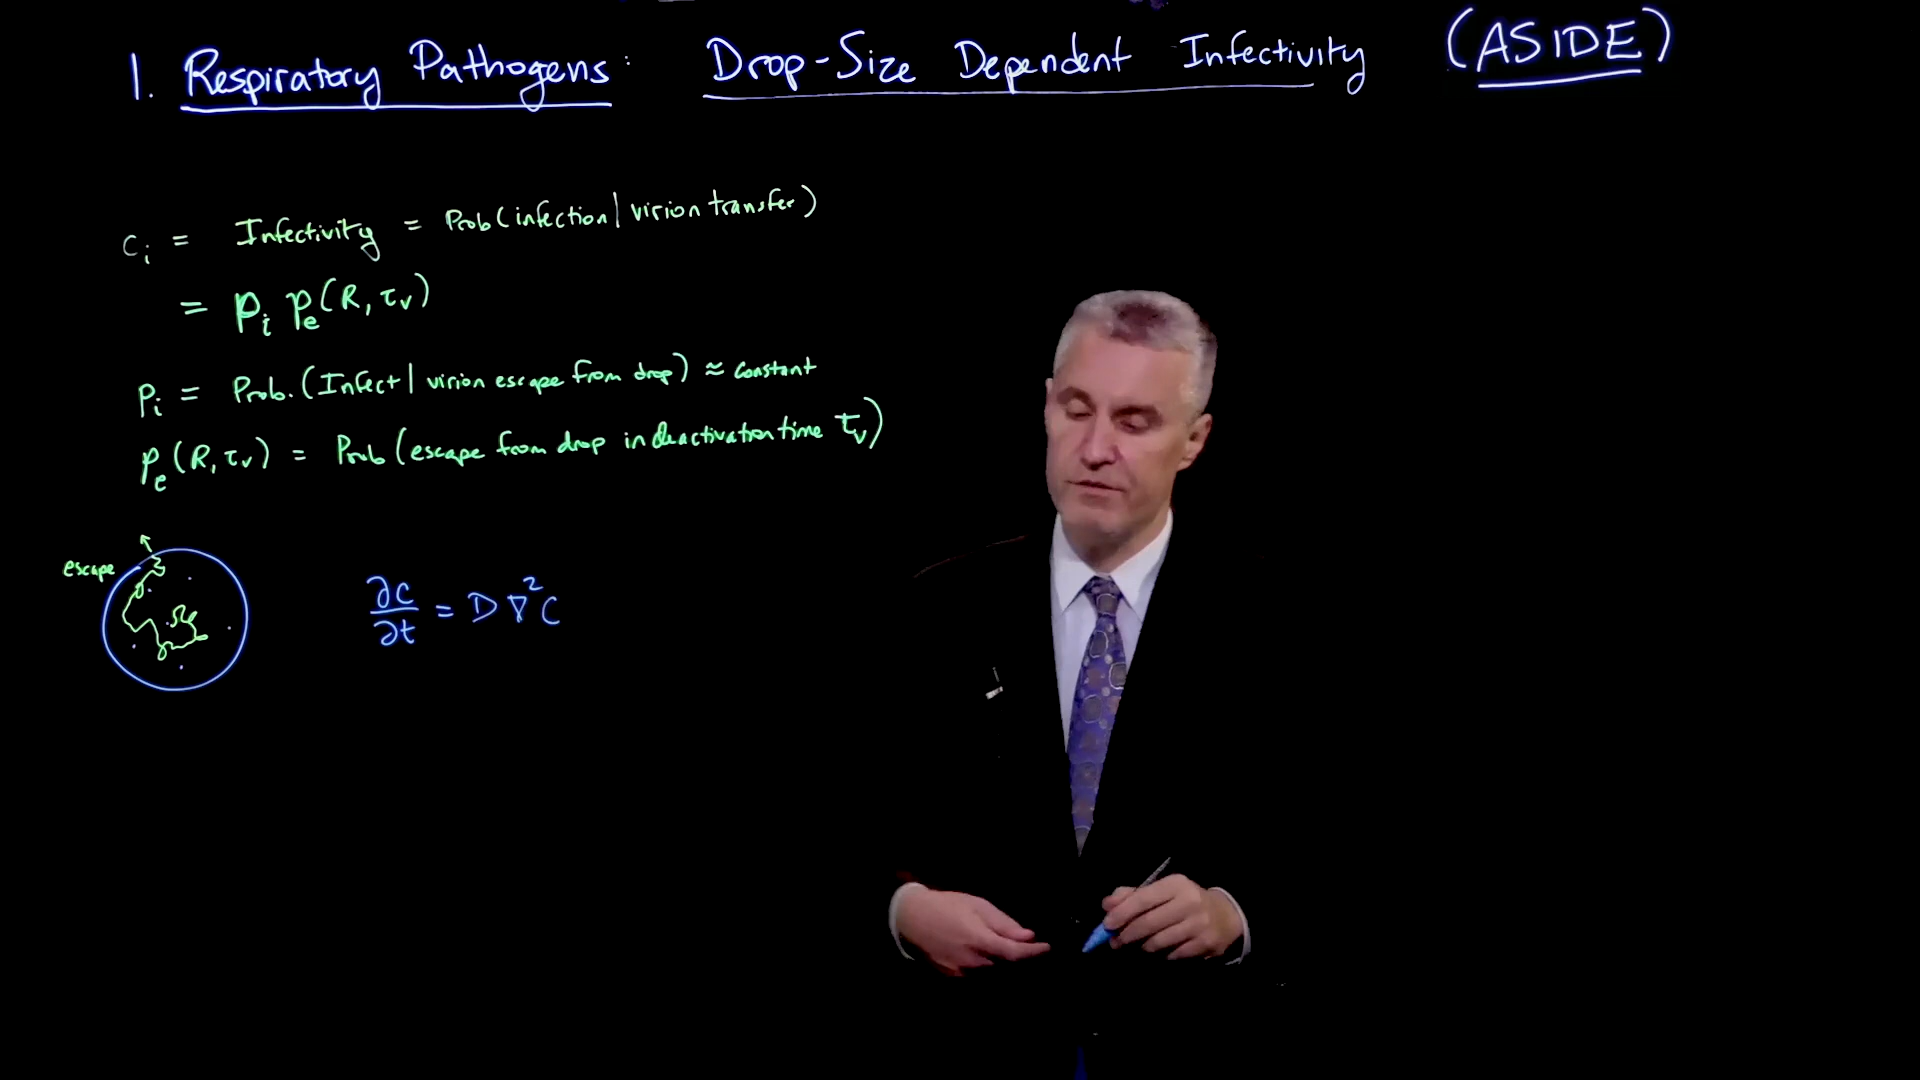 1. Respiratory Pathogens: Drop-Size Dependent Infectivity (ASIDE)
cᵢ = Infectivity = Prob(infection | virion transfer)
= pᵢ pₑ(R, τᵥ)
pᵢ = Prob. (Infect | virion escape from drop) ≈ constant
pₑ(R, τᵥ) = Prob (escape from drop in deactivation time τᵥ)
escape
∂c/∂t = D ∇² c